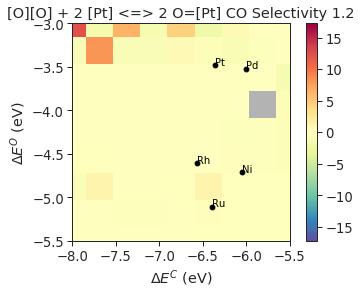 [O][O] + 2 [Pt] <=> 2 O=[Pt] CO Selectivity 1.2
−3.0
−3.5
−4.0
−4.5
−5.0
−5.5
ΔE^O (eV)
Pt
Pd
Rh
Ni
Ru
−8.0 −7.5 −7.0 −6.5 −6.0 −5.5
ΔE^C (eV)
15
10
5
0
−5
−10
−15